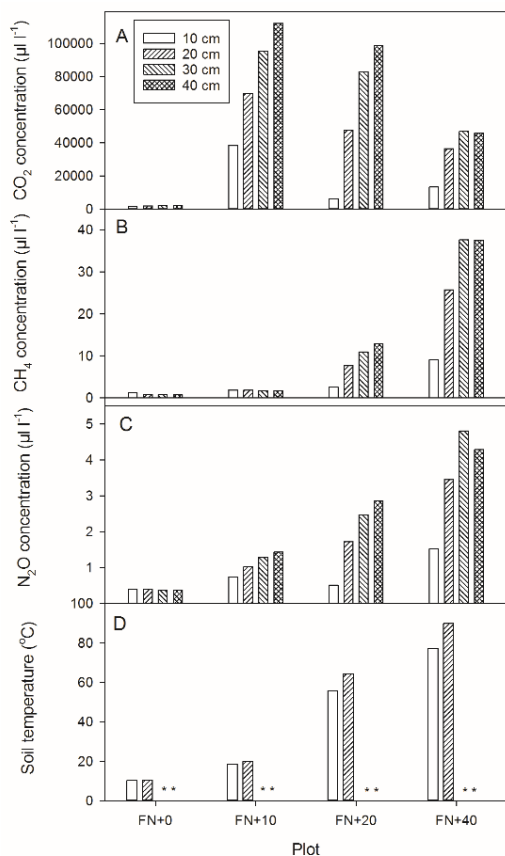 A
10 cm
20 cm
30 cm
40 cm
CO2 concentration (µl l-1)
100000
80000
60000
40000
20000
0
B
CH4 concentration (µl l-1)
40
30
20
10
0
C
N2O concentration (µl l-1)
5
4
3
2
1
100
D
Soil temperature (oC)
80
60
40
20
0
* * * * * * * *
FN+0 FN+10 FN+20 FN+40
Plot